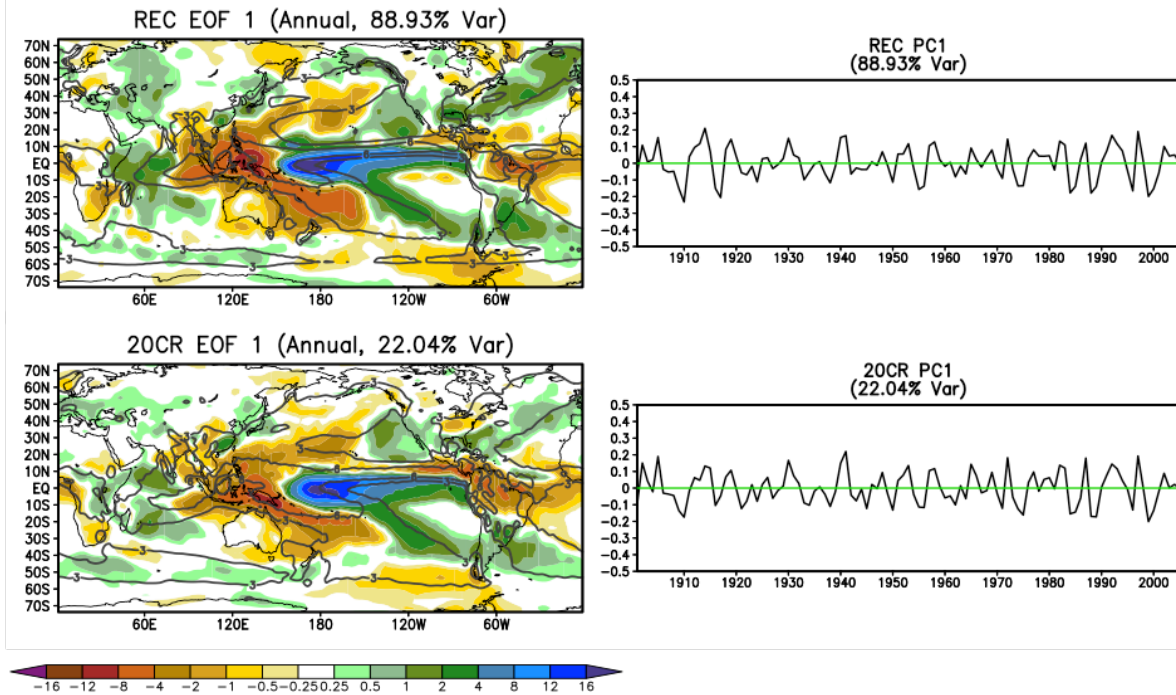 REC EOF 1 (Annual, 88.93% Var)
70N
60N
50N
40N
30N
20N
10N
EQ
10S
20S
30S
40S
50S
60S
70S
60E 120E 180 120W 60W
REC PC1
(88.93% Var)
0.5
0.4
0.3
0.2
0.1
0
-0.1
-0.2
-0.3
-0.4
-0.5
1910 1920 1930 1940 1950 1960 1970 1980 1990 2000
20CR EOF 1 (Annual, 22.04% Var)
70N
60N
50N
40N
30N
20N
10N
EQ
10S
20S
30S
40S
50S
60S
70S
60E 120E 180 120W 60W
20CR PC1
(22.04% Var)
0.5
0.4
0.3
0.2
0.1
0
-0.1
-0.2
-0.3
-0.4
-0.5
1910 1920 1930 1940 1950 1960 1970 1980 1990 2000
-16 -12 -8 -4 -2 -1 -0.5 -0.25 0.25 0.5 1 2 4 8 12 16